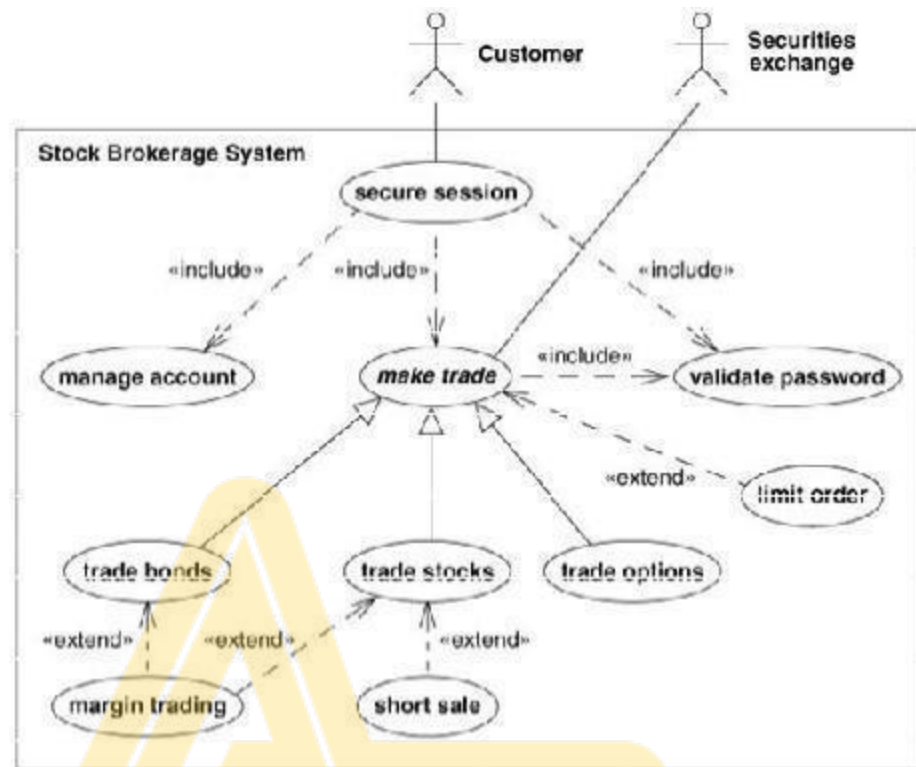 Customer
Securities
exchange
Stock Brokerage System
secure session
«include»
«include»
«include»
manage account
make trade
«include»
validate password
«extend»
limit order
trade bonds
trade stocks
trade options
«extend»
«extend»
«extend»
margin trading
short sale